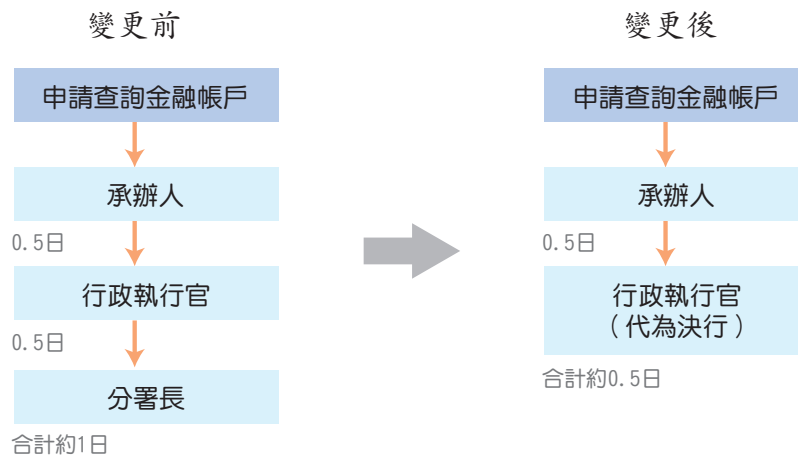 變更前
申請查詢金融帳戶
承辦人
0.5日
行政執行官
0.5日
分署長
合計約1日
變更後
申請查詢金融帳戶
承辦人
0.5日
行政執行官
(代為決行)
合計約0.5日